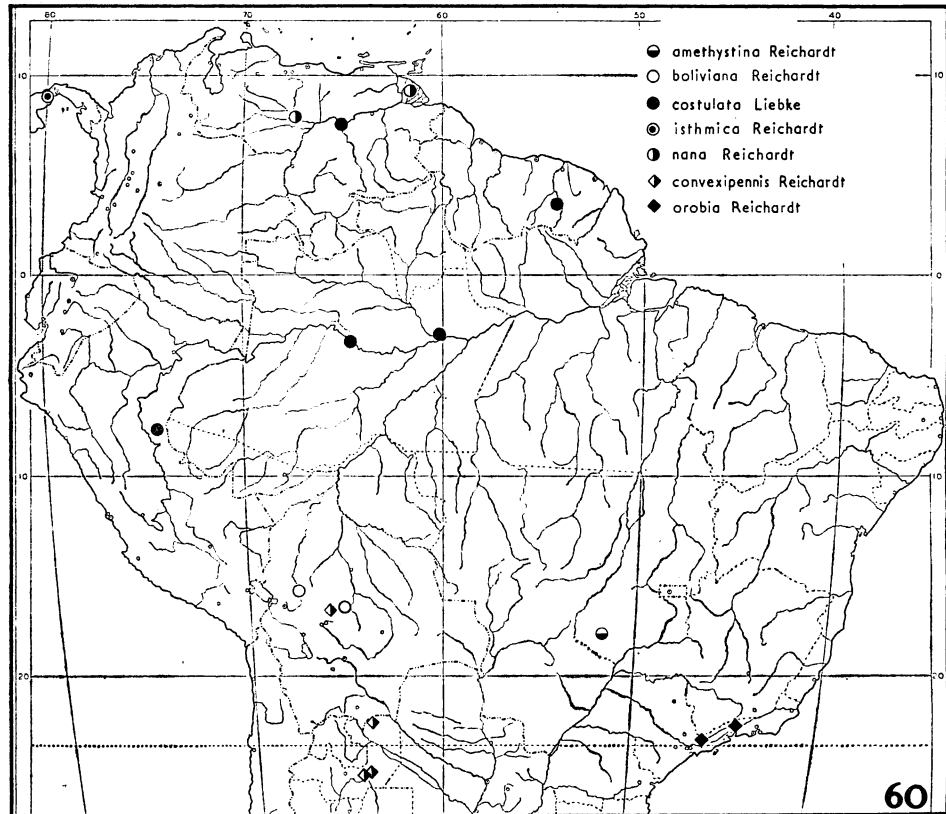 80 70 60 50 40
10 10
amethystina Reichardt
boliviana Reichardt
costulata Liebke
isthmica Reichardt
nana Reichardt
convexipennis Reichardt
orobia Reichardt
0 0
10 10
20 20
60